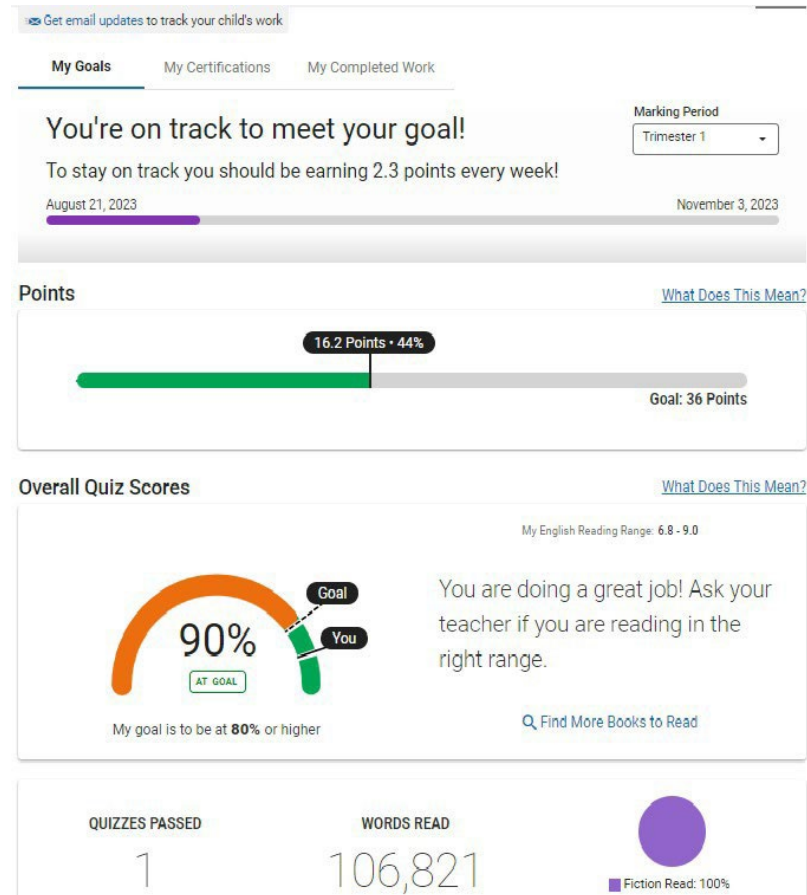 Get email updates to track your child's work
My Goals My Certifications My Completed Work
You're on track to meet your goal!
Marking Period
Trimester 1
To stay on track you should be earning 2.3 points every week!
August 21, 2023 November 3, 2023
Points What Does This Mean?
16.2 Points • 44%
Goal: 36 Points
Overall Quiz Scores What Does This Mean?
My English Reading Range: 6.8 - 9.0
Goal
You
90%
AT GOAL
My goal is to be at 80% or higher
You are doing a great job! Ask your
teacher if you are reading in the
right range.
Find More Books to Read
QUIZZES PASSED WORDS READ
1 106,821
Fiction Read: 100%